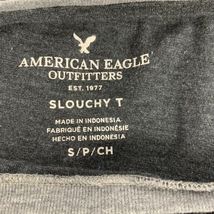 AMERICAN EAGLE
OUTFITTERS
EST. 1977
SLOUCHY T
MADE IN INDONESIA
FABRIQUÉ EN INDONÉSIE
HECHO EN INDONESIA
S/P/CH